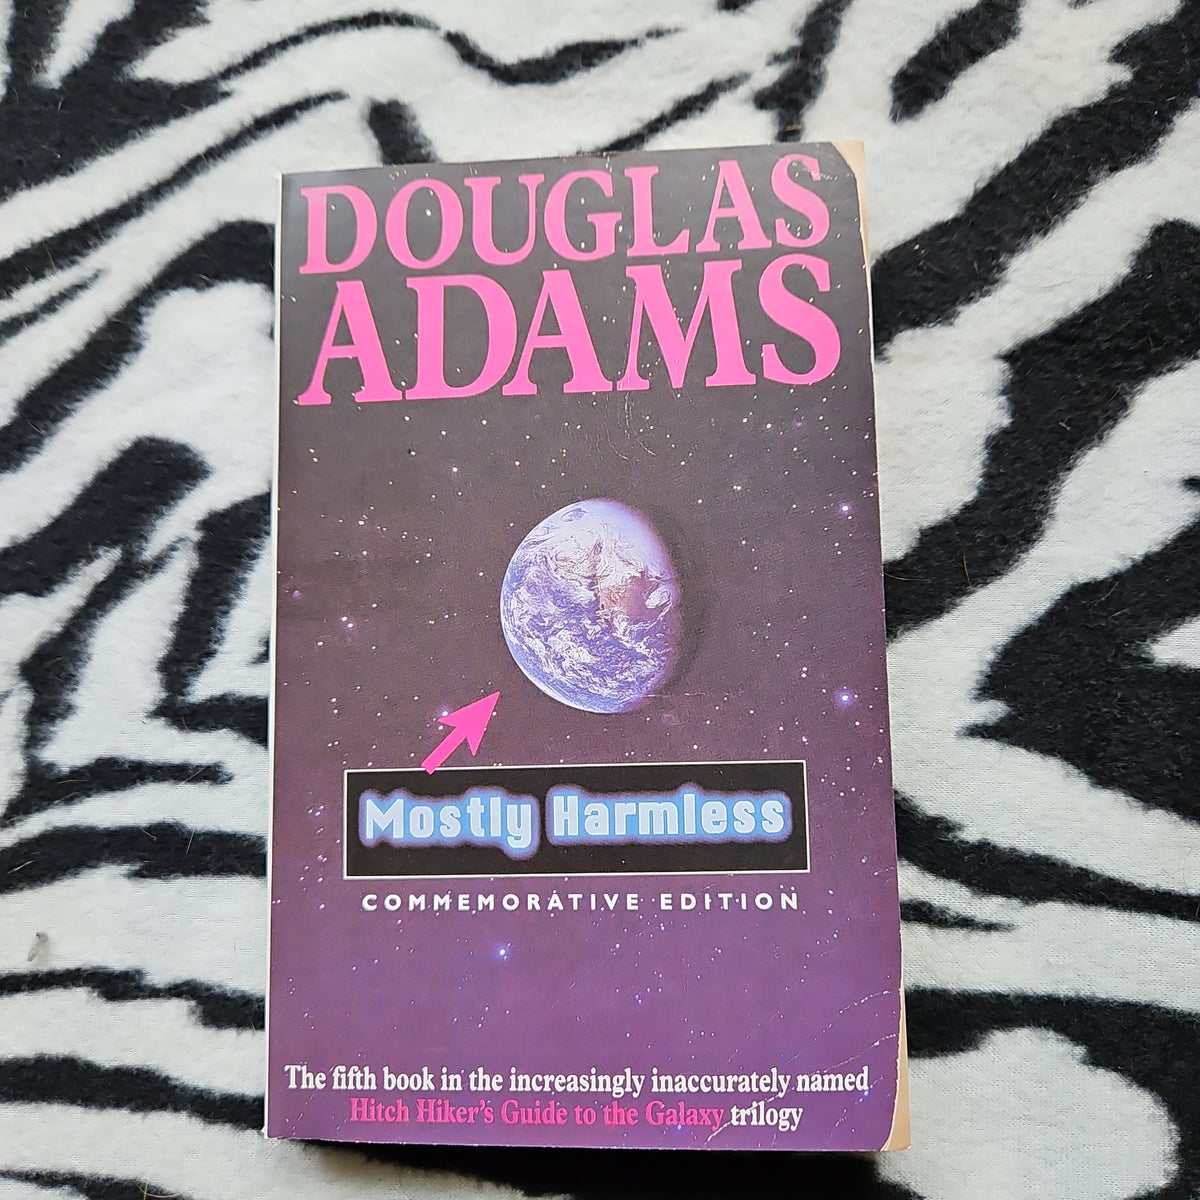 DOUGLAS
ADAMS
Mostly Harmless
COMMEMORATIVE EDITION
The fifth book in the increasingly inaccurately named
Hitch Hiker's Guide to the Galaxy trilogy